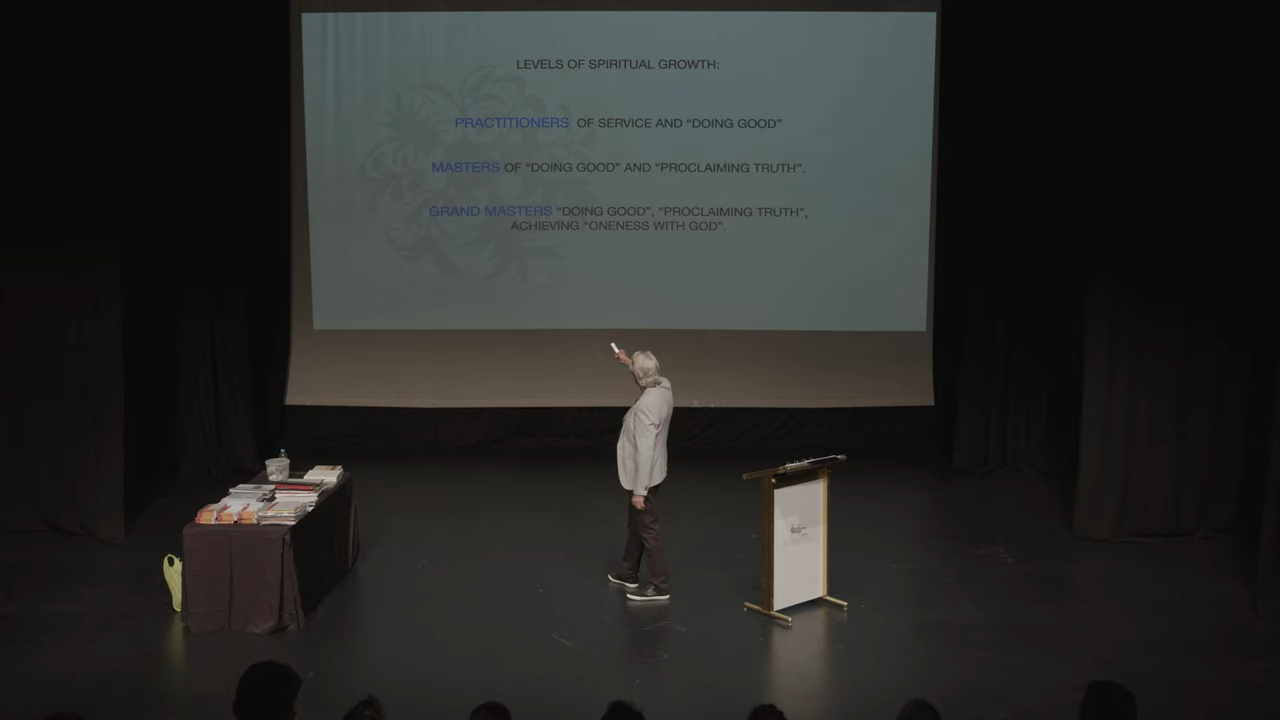 LEVELS OF SPIRITUAL GROWTH:
PRACTITIONERS OF SERVICE AND “DOING GOOD”
MASTERS OF “DOING GOOD” AND “PROCLAIMING TRUTH”.
GRAND MASTERS “DOING GOOD”, “PROCLAIMING TRUTH”,
ACHIEVING “ONENESS WITH GOD”.